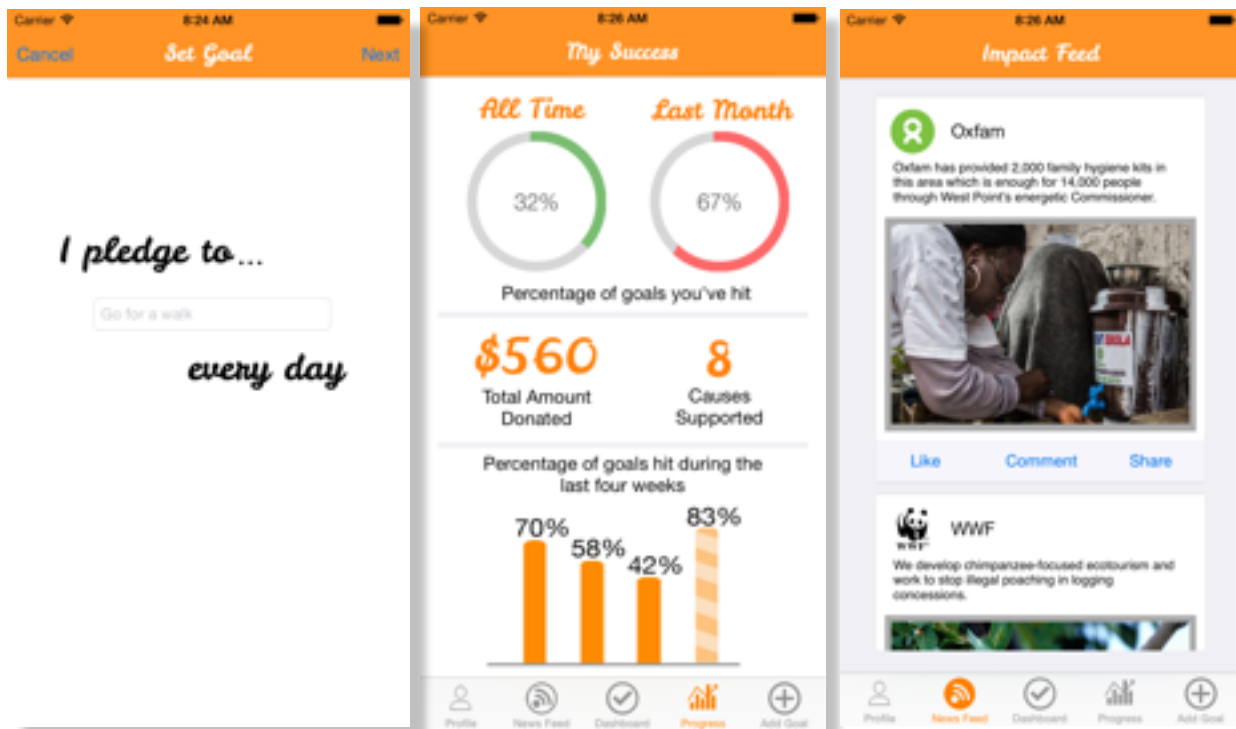 Carrier 8:24 AM
Cancel Set Goal Next
I pledge to...
Go for a walk
every day
Carrier 8:26 AM
My Success
All Time Last Month
32% 67%
Percentage of goals you've hit
$560 8
Total Amount Causes
Donated Supported
Percentage of goals hit during the
last four weeks
70% 58% 42% 83%
Profile News Feed Dashboard Progress Add Goal
Carrier 8:26 AM
Impact Feed
Oxfam
Oxfam has provided 2,000 family hygiene kits in
this area which is enough for 14,000 people
through West Point's energetic Commissioner.
EBOLA
Like Comment Share
WWF
WWF
We develop chimpanzee-focused ecotourism and
work to stop illegal poaching in logging
concessions.
Profile News Feed Dashboard Progress Add Goal